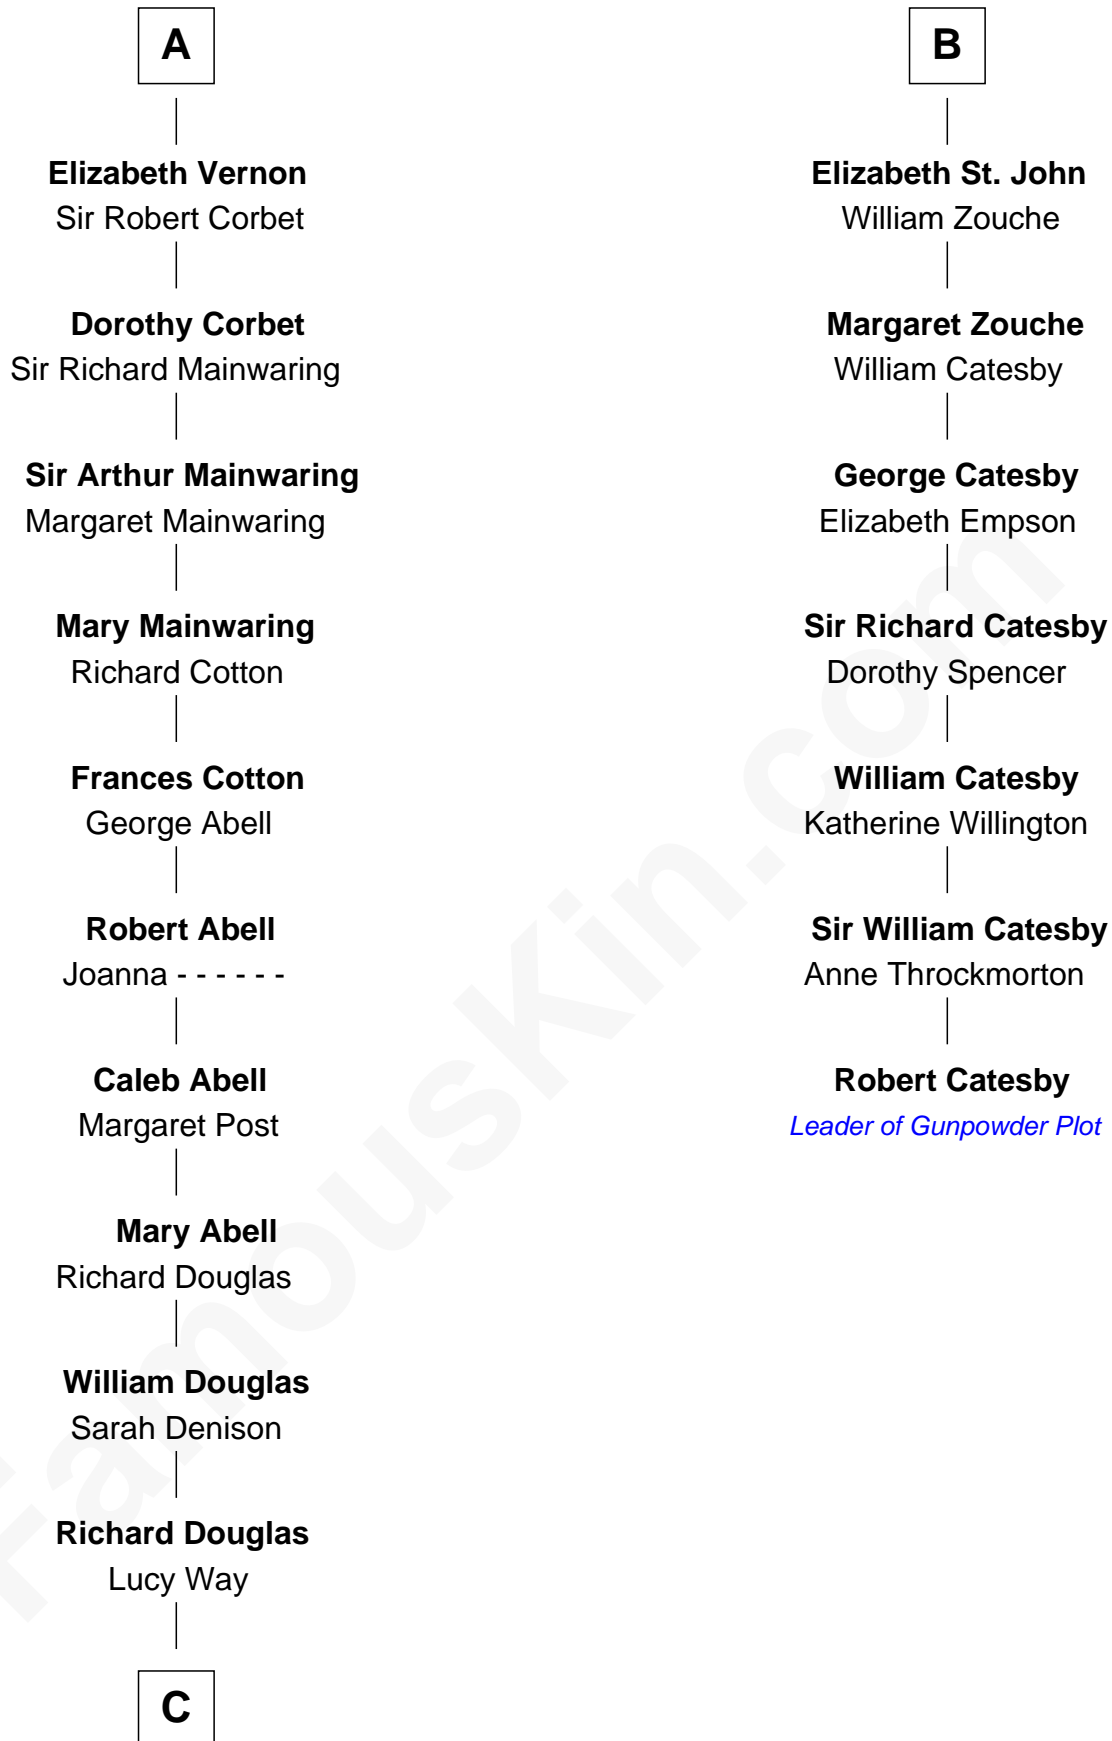 A
Elizabeth Vernon
Sir Robert Corbet
Dorothy Corbet
Sir Richard Mainwaring
Sir Arthur Mainwaring
Margaret Mainwaring
Mary Mainwaring
Richard Cotton
Frances Cotton
George Abell
Robert Abell
Joanna - - - - - -
Caleb Abell
Margaret Post
Mary Abell
Richard Douglas
William Douglas
Sarah Denison
Richard Douglas
Lucy Way
C
B
Elizabeth St. John
William Zouche
Margaret Zouche
William Catesby
George Catesby
Elizabeth Empson
Sir Richard Catesby
Dorothy Spencer
William Catesby
Katherine Willington
Sir William Catesby
Anne Throckmorton
Robert Catesby
Leader of Gunpowder Plot
FamousKin.com